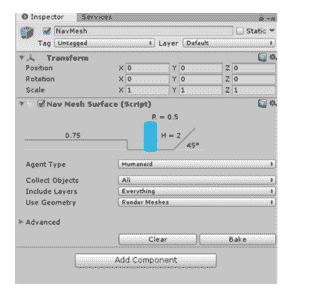 Inspector Services
NavMesh Static
Tag Untagged Layer Default
Transform
Position X 0 Y 0 Z 0
Rotation X 0 Y 0 Z 0
Scale X 1 Y 1 Z 1
Nav Mesh Surface (Script)
R = 0.5
0.75 H = 2
45°
Agent Type Humanoid
Collect Objects All
Include Layers Everything
Use Geometry Render Meshes
Advanced
Clear Bake
Add Component